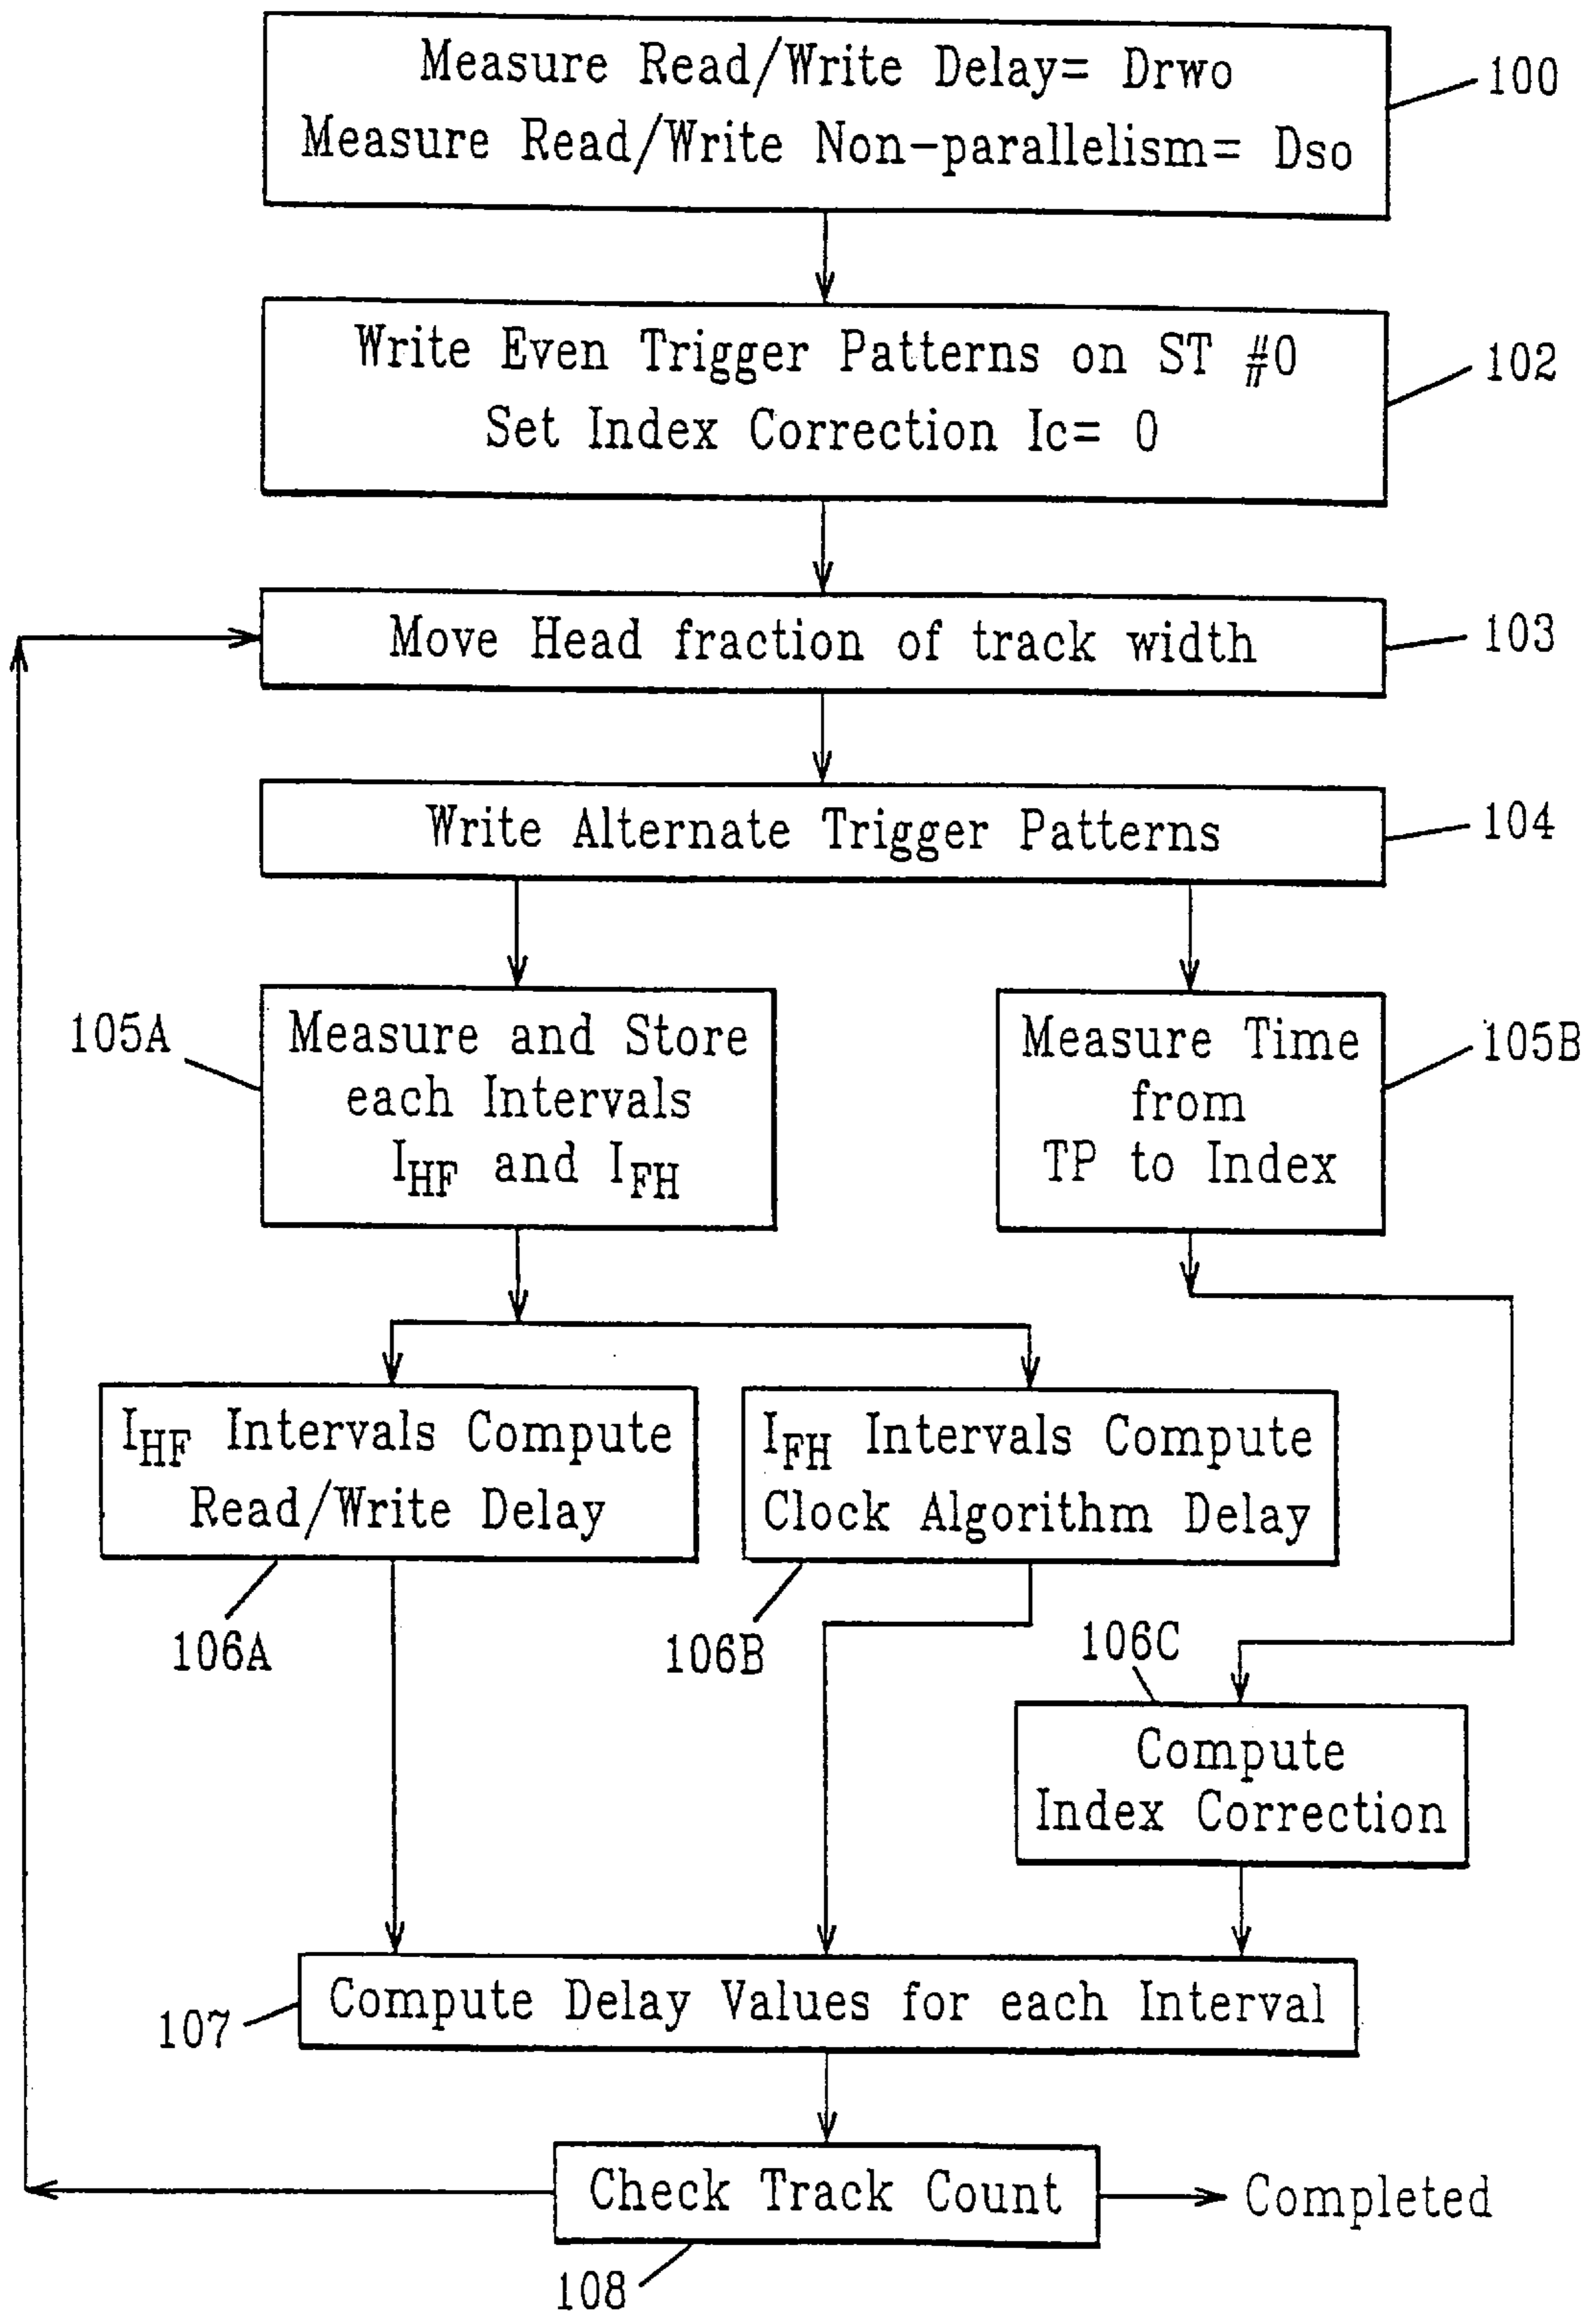 Measure Read/Write Delay= Drwo
Measure Read/Write Non-parallelism= Dso
100
Write Even Trigger Patterns on ST #0
Set Index Correction Ic= 0
102
Move Head fraction of track width
103
Write Alternate Trigger Patterns
104
105A
Measure and Store
each Intervals
I_HF and I_FH
Measure Time
from
TP to Index
105B
I_HF Intervals Compute
Read/Write Delay
106A
I_FH Intervals Compute
Clock Algorithm Delay
106B
106C
Compute
Index Correction
Compute Delay Values for each Interval
107
Check Track Count
Completed
108